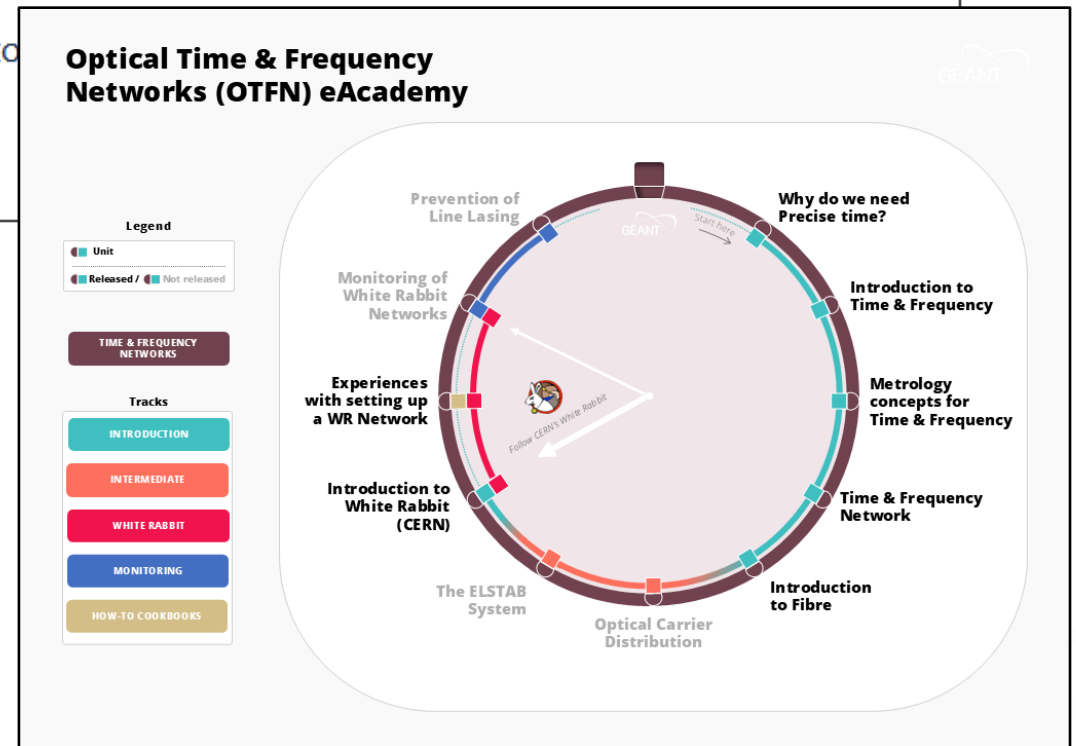 Optical Time & Frequency
Networks (OTFN) eAcademy
GÉANT
Legend
Unit
Released / Not released
TIME & FREQUENCY
NETWORKS
Tracks
INTRODUCTION
INTERMEDIATE
WHITE RABBIT
MONITORING
HOW-TO COOKBOOKS
GÉANT
Start here
Why do we need
Precise time?
Introduction to
Time & Frequency
Metrology
concepts for
Time & Frequency
Time & Frequency
Network
Introduction
to Fibre
Optical Carrier
Distribution
The ELSTAB
System
Introduction to
White Rabbit
(CERN)
Experiences
with setting up
a WR Network
Monitoring of
White Rabbit
Networks
Prevention of
Line Lasing
Follow CERN's White Rabbit